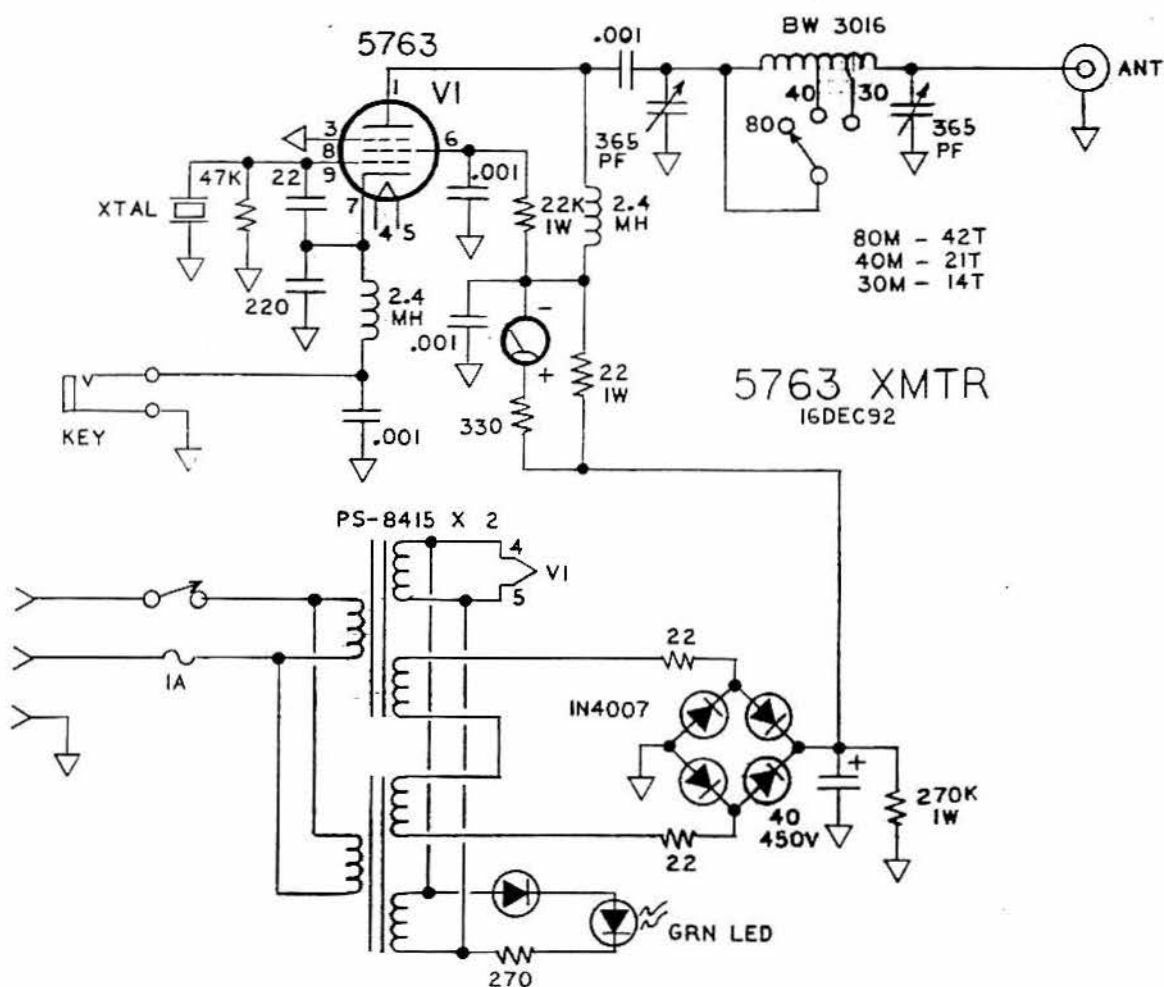 5763
V1
1
3
8
9
7
4 5
6
.001
BW 3016
40
30
80
365
PF
365
PF
ANT
47K
22
XTAL
220
2.4
MH
.001
22K
1W
2.4
MH
80M - 42T
40M - 21T
30M - 14T
.001
-
+
330
22
1W
5763 XMTR
16DEC92
KEY
.001
PS-8415 X 2
4
5
V1
1A
22
1N4007
+
40
450V
270K
1W
22
GRN LED
270